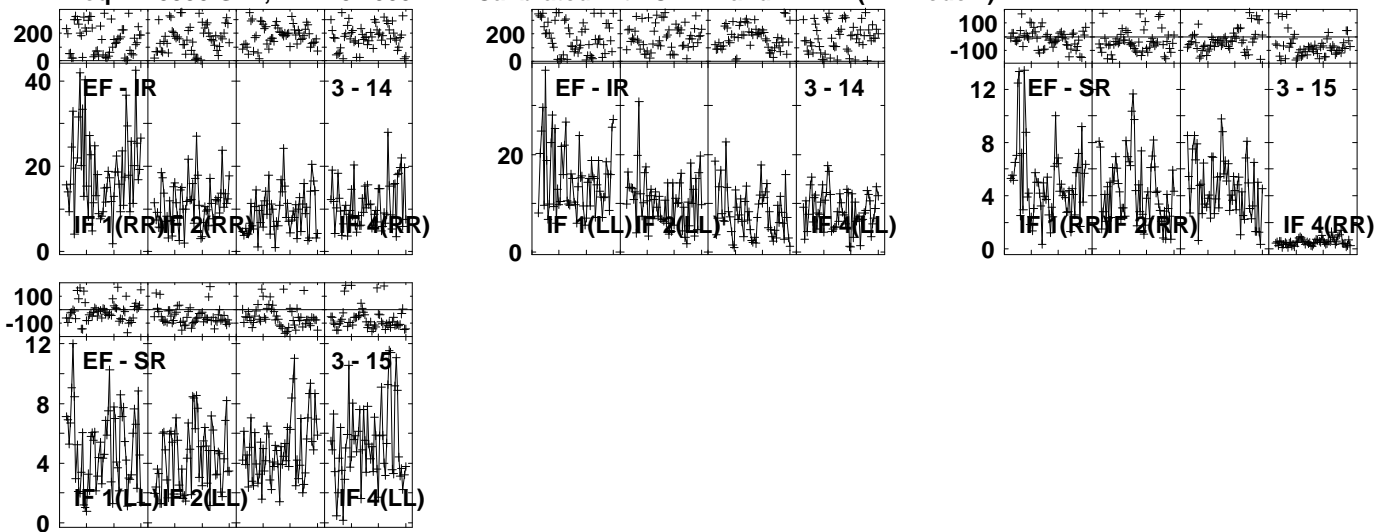 200
0
40
20
0
EF - IR
3 - 14
IF 1(RR)
IF 2(RR)
IF 4(RR)
200
0
20
0
EF - IR
3 - 14
IF 1(LL)
IF 2(LL)
IF 4(LL)
100
-100
12
8
4
0
EF - SR
3 - 15
IF 1(RR)
IF 2(RR)
IF 4(RR)
100
-100
12
8
4
0
EF - SR
3 - 15
IF 1(LL)
IF 2(LL)
IF 4(LL)